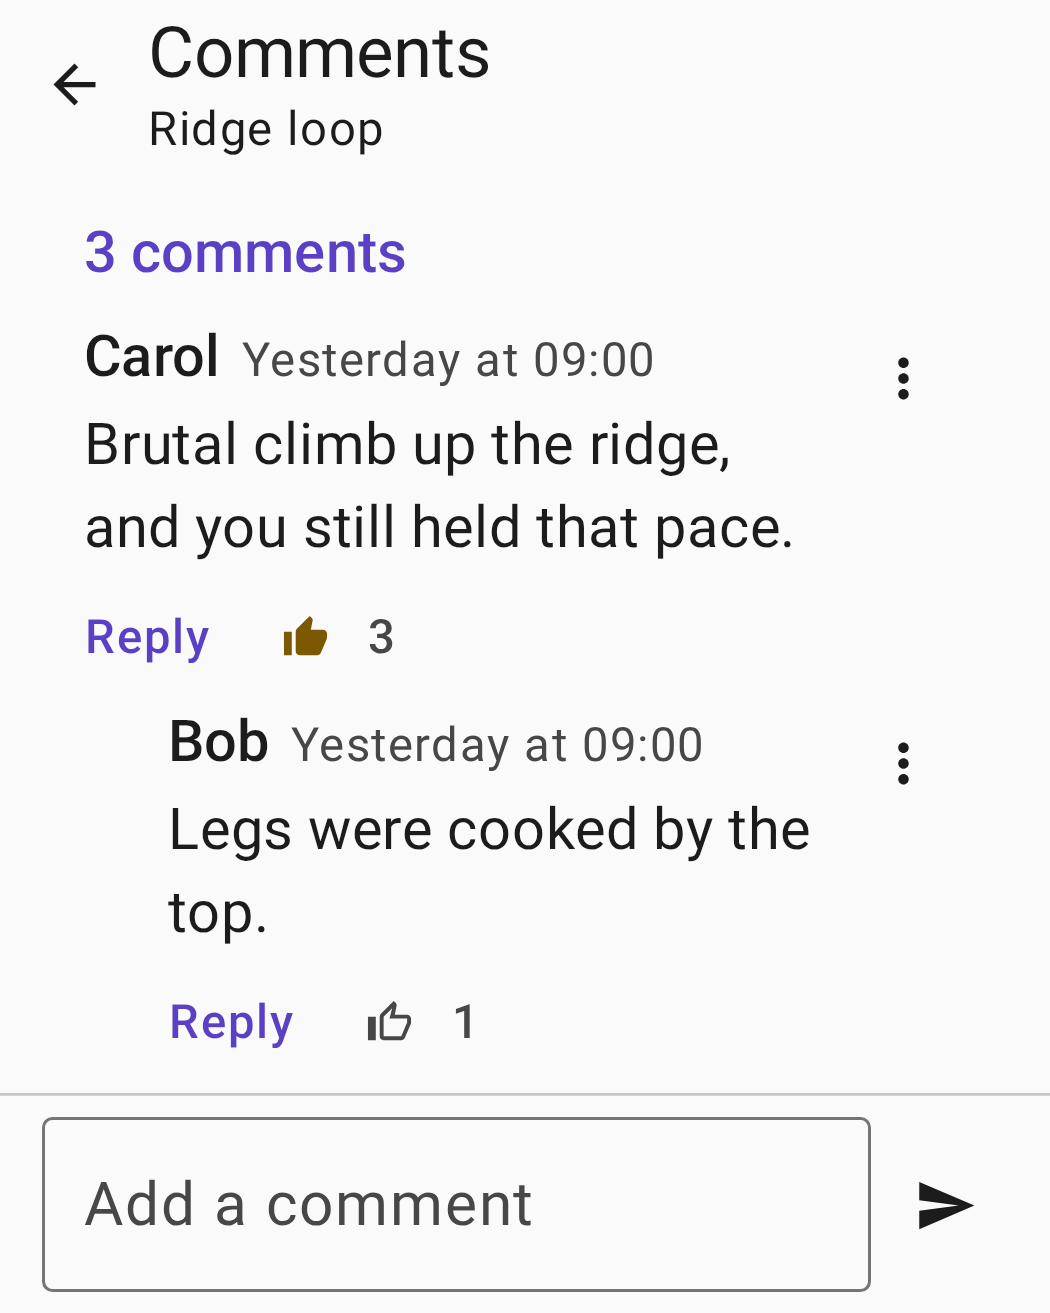 Comments
Ridge loop
3 comments
Carol Yesterday at 09:00
Brutal climb up the ridge,
and you still held that pace.
Reply 3
Bob Yesterday at 09:00
Legs were cooked by the
top.
Reply 1
Add a comment